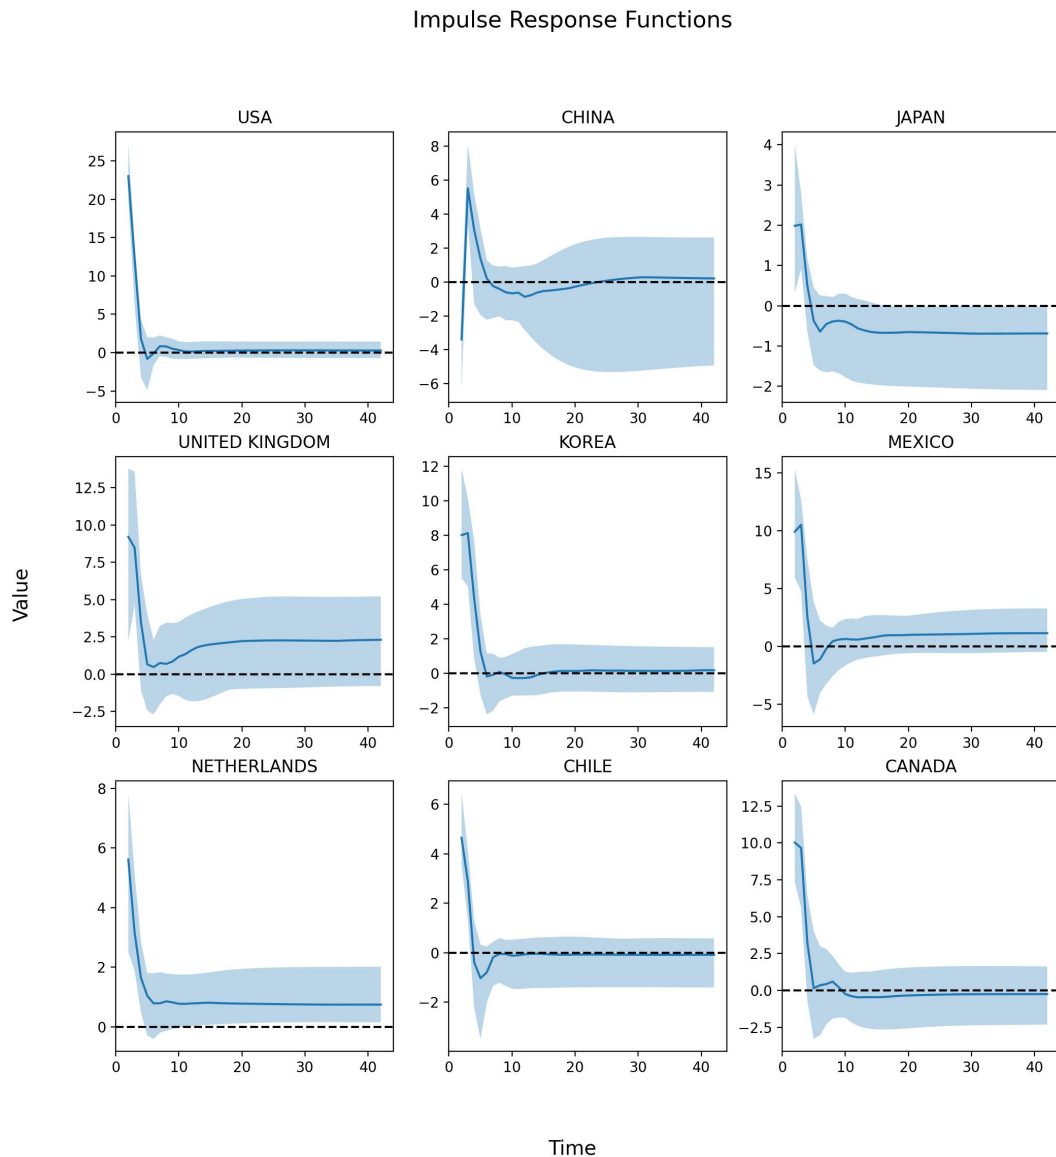 Impulse Response Functions
USA
CHINA
JAPAN
25
20
15
10
5
0
−5
0 10 20 30 40
8
6
4
2
0
−2
−4
−6
0 10 20 30 40
4
3
2
1
0
−1
−2
0 10 20 30 40
UNITED KINGDOM
KOREA
MEXICO
12.5
10.0
7.5
5.0
2.5
0.0
−2.5
0 10 20 30 40
12
10
8
6
4
2
0
−2
0 10 20 30 40
15
10
5
0
−5
0 10 20 30 40
Value
NETHERLANDS
CHILE
CANADA
8
6
4
2
0
0 10 20 30 40
6
4
2
0
−2
0 10 20 30 40
12.5
10.0
7.5
5.0
2.5
0.0
−2.5
0 10 20 30 40
Time